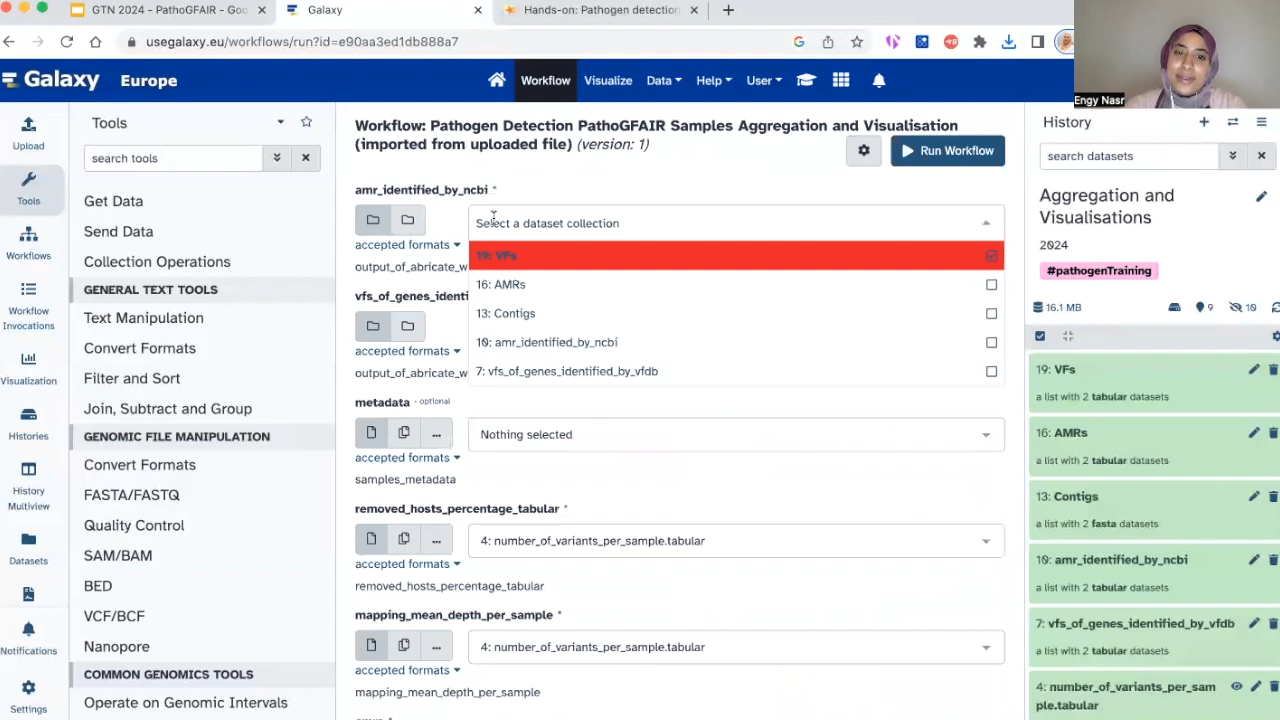 GTN 2024 - PathoGFAIR - Goo
Galaxy
Hands-on: Pathogen detection
usegalaxy.eu/workflows/run?id=e90aa3ed1db888a7
Engy Nasr
Galaxy
Europe
Workflow
Visualize
Data
Help
User
Upload
Tools
Workflows
Workflow
Invocations
Visualization
Histories
History
Multiview
Datasets
Notifications
Settings
Tools
search tools
Get Data
Send Data
Collection Operations
GENERAL TEXT TOOLS
Text Manipulation
Convert Formats
Filter and Sort
Join, Subtract and Group
GENOMIC FILE MANIPULATION
Convert Formats
FASTA/FASTQ
Quality Control
SAM/BAM
BED
VCF/BCF
Nanopore
COMMON GENOMICS TOOLS
Operate on Genomic Intervals
Workflow: Pathogen Detection PathoGFAIR Samples Aggregation and Visualisation
(imported from uploaded file) (version: 1)
Run Workflow
amr_identified_by_ncbi *
Select a dataset collection
accepted formats
19: VFs
output_of_abricate_w
16: AMRs
vfs_of_genes_identi
13: Contigs
10: amr_identified_by_ncbi
accepted formats
output_of_abricate_w
7: vfs_of_genes_identified_by_vfdb
metadata - optional
Nothing selected
accepted formats
samples_metadata
removed_hosts_percentage_tabular *
4: number_of_variants_per_sample.tabular
accepted formats
removed_hosts_percentage_tabular
mapping_mean_depth_per_sample *
4: number_of_variants_per_sample.tabular
accepted formats
mapping_mean_depth_per_sample
History
search datasets
Aggregation and
Visualisations
2024
#pathogenTraining
16.1 MB
9
10
19: VFs
a list with 2 tabular datasets
16: AMRs
a list with 2 tabular datasets
13: Contigs
a list with 2 fasta datasets
10: amr_identified_by_ncbi
a list with 2 tabular datasets
7: vfs_of_genes_identified_by_vfdb
a list with 2 tabular datasets
4: number_of_variants_per_sam
ple.tabular